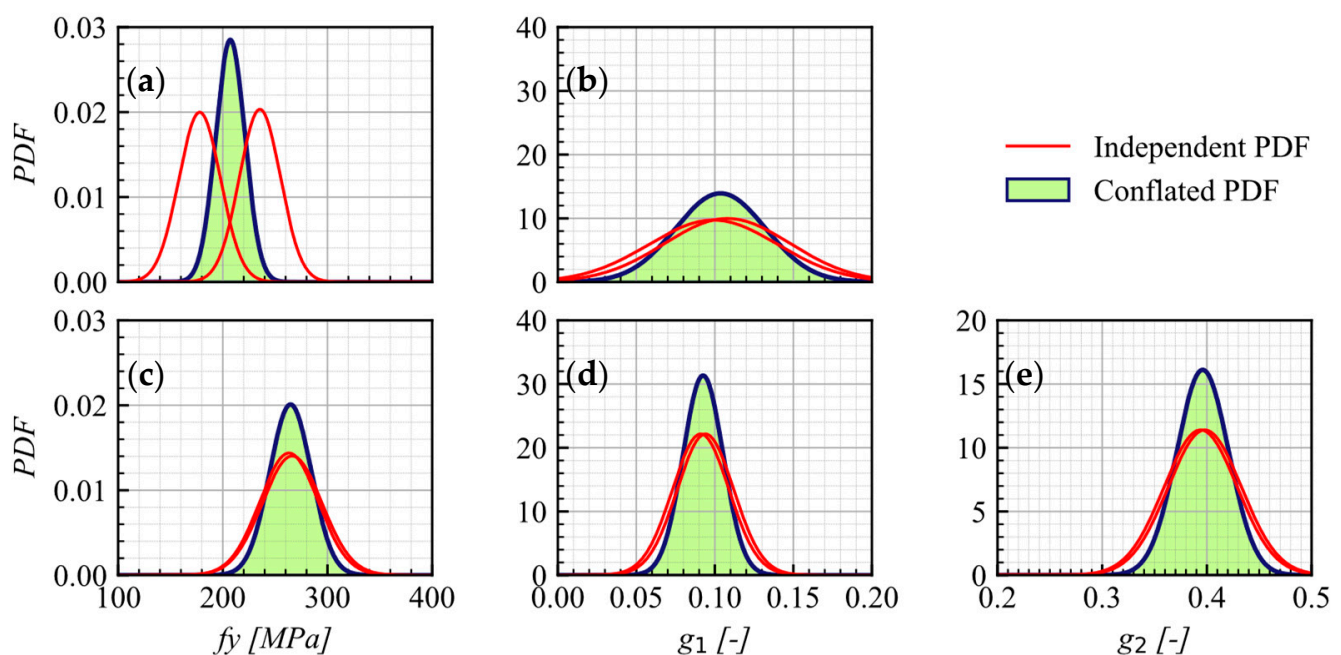 0.03
0.02
0.01
0.00
PDF
(a)
40
30
20
10
0
(b)
Independent PDF
Conflated PDF
0.03
0.02
0.01
0.00
PDF
(c)
100 200 300 400
fy [MPa]
40
30
20
10
0
(d)
0.00 0.05 0.10 0.15 0.20
g1 [-]
20
15
10
5
0
(e)
0.2 0.3 0.4 0.5
g2 [-]